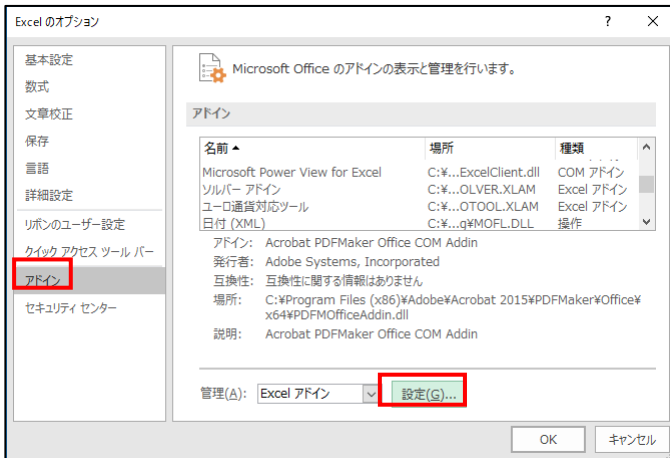 Excel のオプション ? ×
基本設定
数式
文章校正
保存
言語
詳細設定
リボンのユーザー設定
クイック アクセス ツール バー
アドイン
セキュリティ センター
Microsoft Office のアドインの表示と管理を行います。
アドイン
名前 場所 種類
Microsoft Power View for Excel C:¥...ExcelClient.dll COM アドイン
ソルバー アドイン C:¥...OLVER.XLAM Excel アドイン
ユーロ通貨対応ツール C:¥...OTOOL.XLAM Excel アドイン
日付 (XML) C:¥...g¥MOFL.DLL 操作
アドイン: Acrobat PDFMaker Office COM Addin
発行者: Adobe Systems, Incorporated
互換性: 互換性に関する情報はありません
場所: C:¥Program Files (x86)¥Adobe¥Acrobat 2015¥PDFMaker¥Office¥
x64¥PDFMOfficeAddin.dll
説明: Acrobat PDFMaker Office COM Addin
管理(A): Excel アドイン 設定(G)...
OK キャンセル